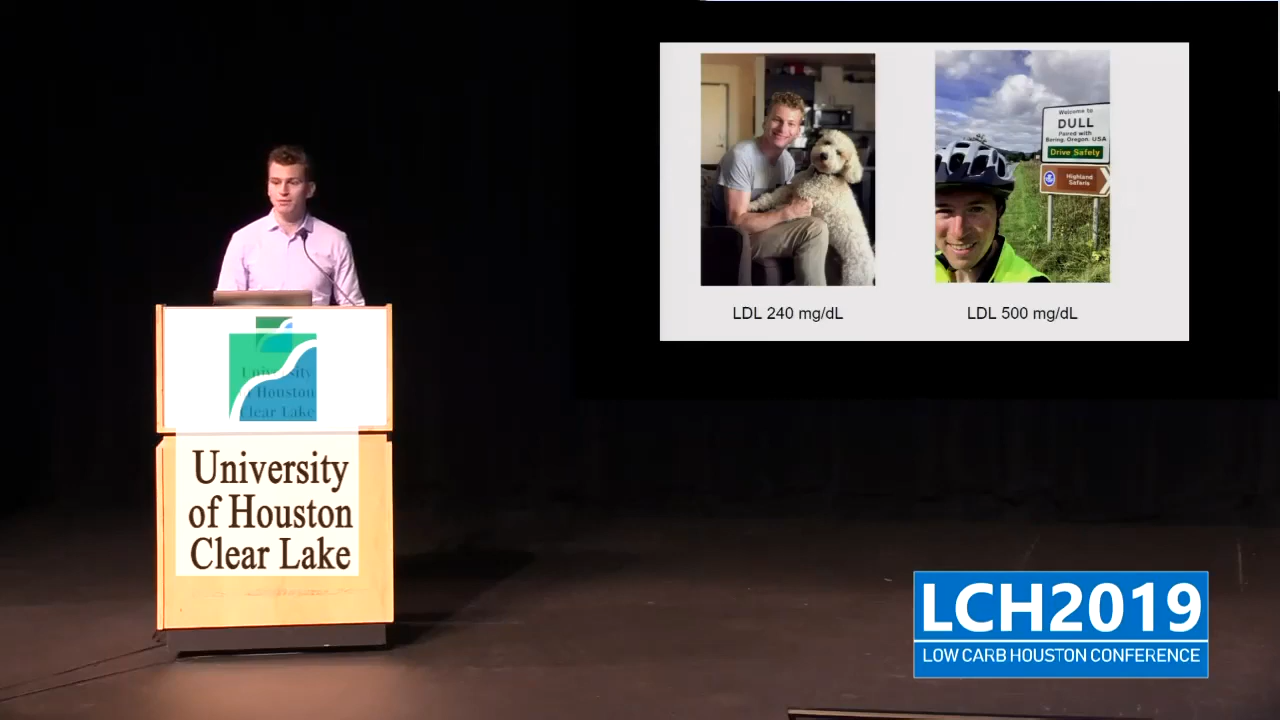 Welcome to
DULL
Paired with
Boring, Oregon, USA
Drive Safely
Highland
Safaris
LDL 240 mg/dL
LDL 500 mg/dL
University
of Houston
Clear Lake
University
of Houston
Clear Lake
LCH2019
LOW CARB HOUSTON CONFERENCE